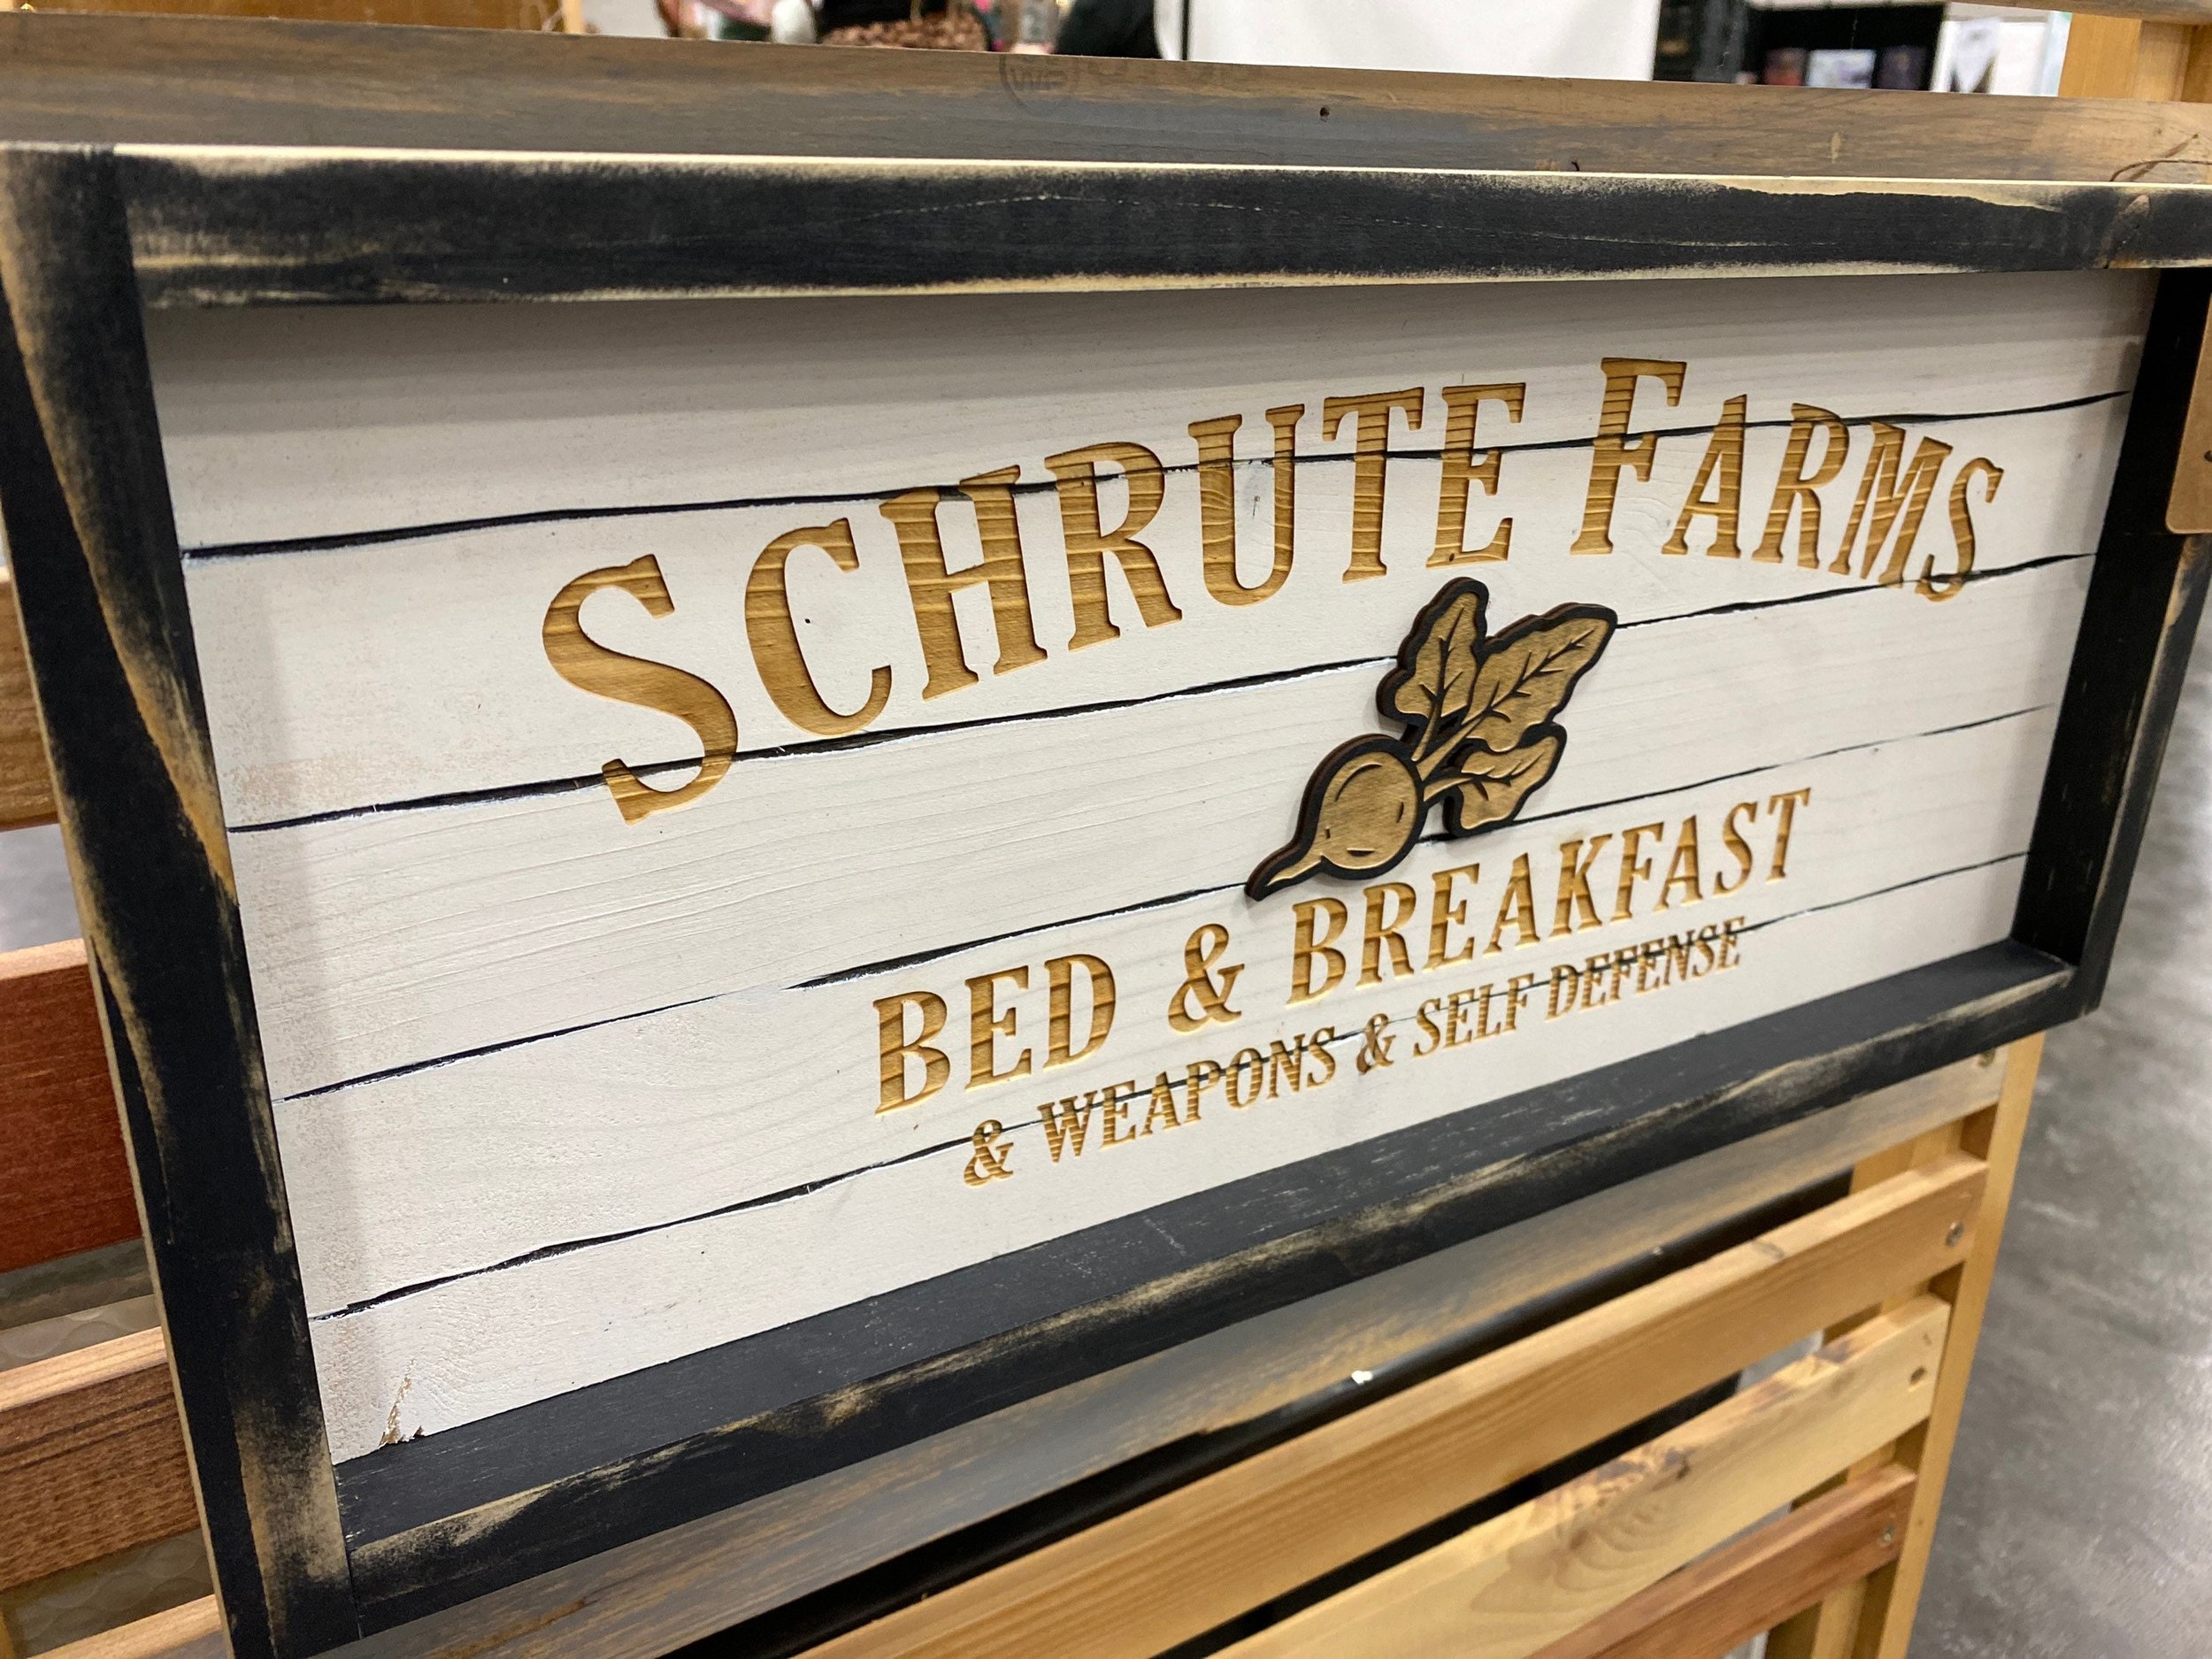 SCHRUTE FARMS
BED & BREAKFAST
& WEAPONS & SELF DEFENSE